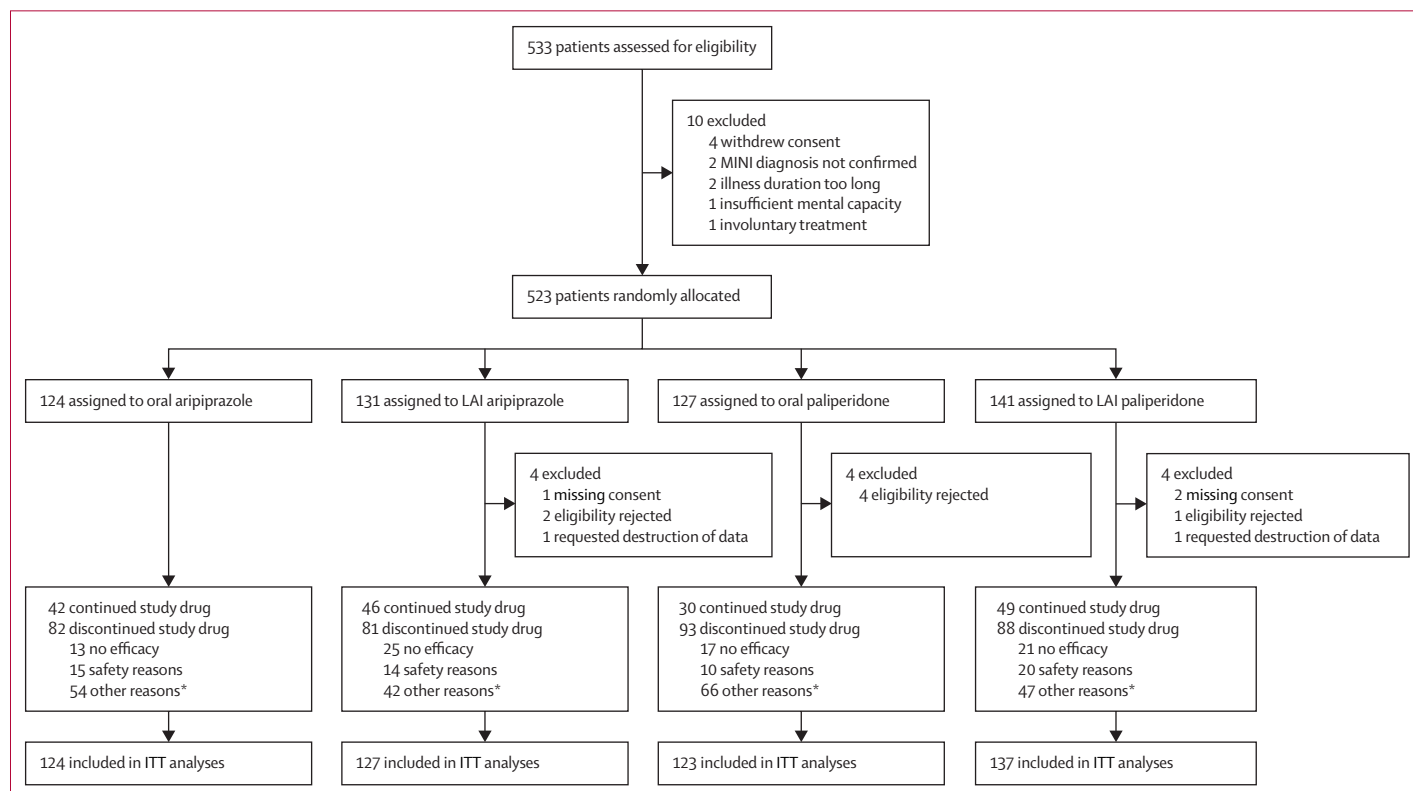 533 patients assessed for eligibility
10 excluded
4 withdrew consent
2 MINI diagnosis not confirmed
2 illness duration too long
1 insufficient mental capacity
1 involuntary treatment
523 patients randomly allocated
124 assigned to oral aripiprazole
131 assigned to LAI aripiprazole
127 assigned to oral paliperidone
141 assigned to LAI paliperidone
4 excluded
1 missing consent
2 eligibility rejected
1 requested destruction of data
4 excluded
4 eligibility rejected
4 excluded
2 missing consent
1 eligibility rejected
1 requested destruction of data
42 continued study drug
82 discontinued study drug
13 no efficacy
15 safety reasons
54 other reasons*
46 continued study drug
81 discontinued study drug
25 no efficacy
14 safety reasons
42 other reasons*
30 continued study drug
93 discontinued study drug
17 no efficacy
10 safety reasons
66 other reasons*
49 continued study drug
88 discontinued study drug
21 no efficacy
20 safety reasons
47 other reasons*
124 included in ITT analyses
127 included in ITT analyses
123 included in ITT analyses
137 included in ITT analyses